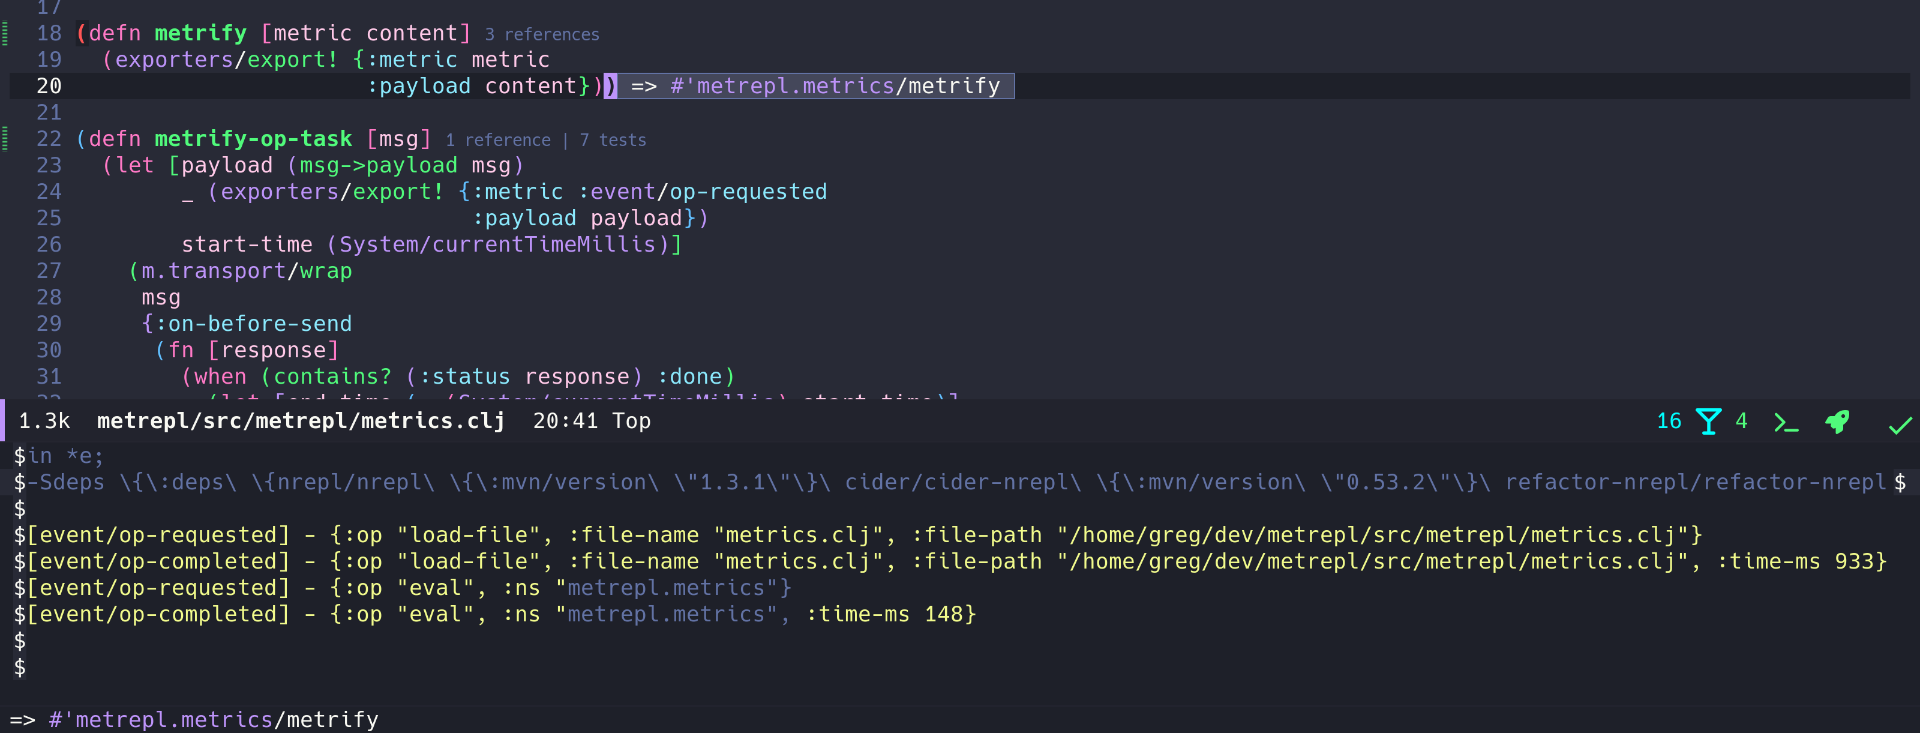 17
18 (defn metrify [metric content] 3 references
19 (exporters/export! {:metric metric
20 :payload content})) => #'metrepl.metrics/metrify
21
22 (defn metrify-op-task [msg] 1 reference | 7 tests
23 (let [payload (msg->payload msg)
24 _ (exporters/export! {:metric :event/op-requested
25 :payload payload})
26 start-time (System/currentTimeMillis)]
27 (m.transport/wrap
28 msg
29 {:on-before-send
30 (fn [response]
31 (when (contains? (:status response) :done)
1.3k metrepl/src/metrepl/metrics.clj 20:41 Top 16 4
$in *e;
$-Sdeps \{\:deps\ \{nrepl/nrepl\ \{\:mvn/version\ \"1.3.1\"\}\ cider/cider-nrepl\ \{\:mvn/version\ \"0.53.2\"\}\ refactor-nrepl/refactor-nrepl $
$
$[event/op-requested] - {:op "load-file", :file-name "metrics.clj", :file-path "/home/greg/dev/metrepl/src/metrepl/metrics.clj"}
$[event/op-completed] - {:op "load-file", :file-name "metrics.clj", :file-path "/home/greg/dev/metrepl/src/metrepl/metrics.clj", :time-ms 933}
$[event/op-requested] - {:op "eval", :ns "metrepl.metrics"}
$[event/op-completed] - {:op "eval", :ns "metrepl.metrics", :time-ms 148}
$
$
=> #'metrepl.metrics/metrify